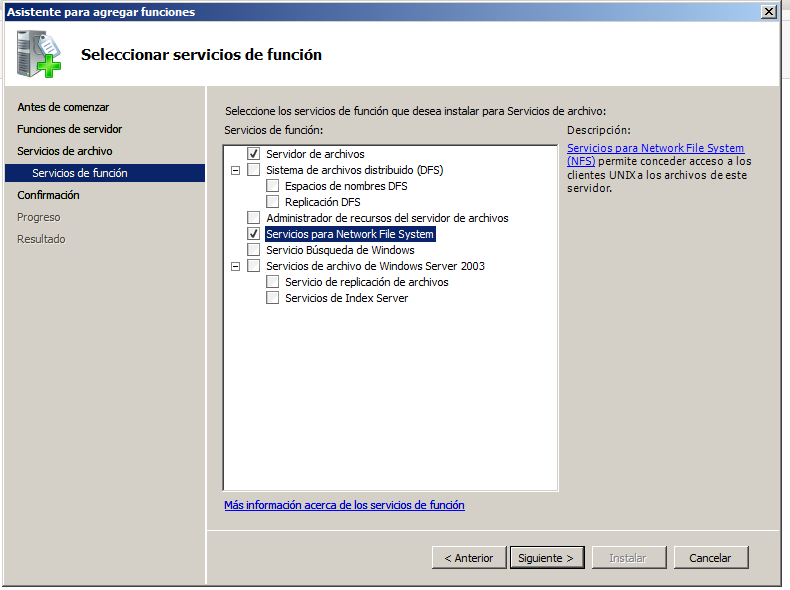 Asistente para agregar funciones
Seleccionar servicios de función
Antes de comenzar
Funciones de servidor
Servicios de archivo
Servicios de función
Confirmación
Progreso
Resultado
Seleccione los servicios de función que desea instalar para Servicios de archivo:
Servicios de función:
Servidor de archivos
Sistema de archivos distribuido (DFS)
Espacios de nombres DFS
Replicación DFS
Administrador de recursos del servidor de archivos
Servicios para Network File System
Servicio Búsqueda de Windows
Servicios de archivo de Windows Server 2003
Servicio de replicación de archivos
Servicios de Index Server
Más información acerca de los servicios de función
Descripción:
Servicios para Network File System
(NFS) permite conceder acceso a los
clientes UNIX a los archivos de este
servidor.
< Anterior
Siguiente >
Instalar
Cancelar